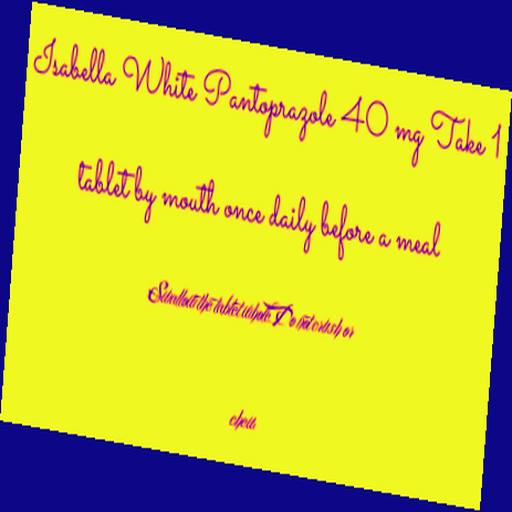 Isabella White Pantoprazole 40 mg Take 1
tablet by mouth once daily before a meal
Swallow the tablet whole. Do not crush or
chew